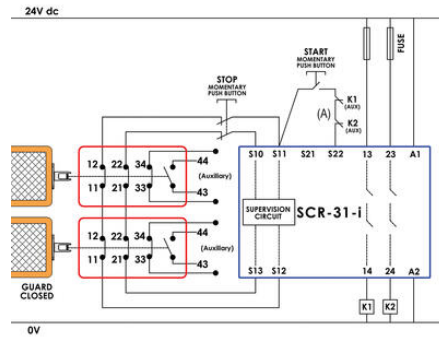 24V dc
START
MOMENTARY
PUSH BUTTON
FUSE
STOP
MOMENTARY
PUSH BUTTON
K1
(AUX)
(A)
K2
(AUX)
S10 S11 S21 S22 13 23 A1
12 22 34 44
(Auxiliary)
11 21 33 43
SUPERVISION
CIRCUIT
SCR-31-i
12 22 34 44
(Auxiliary)
11 21 33 43
S13 S12 14 24 A2
GUARD
CLOSED
K1 K2
0V